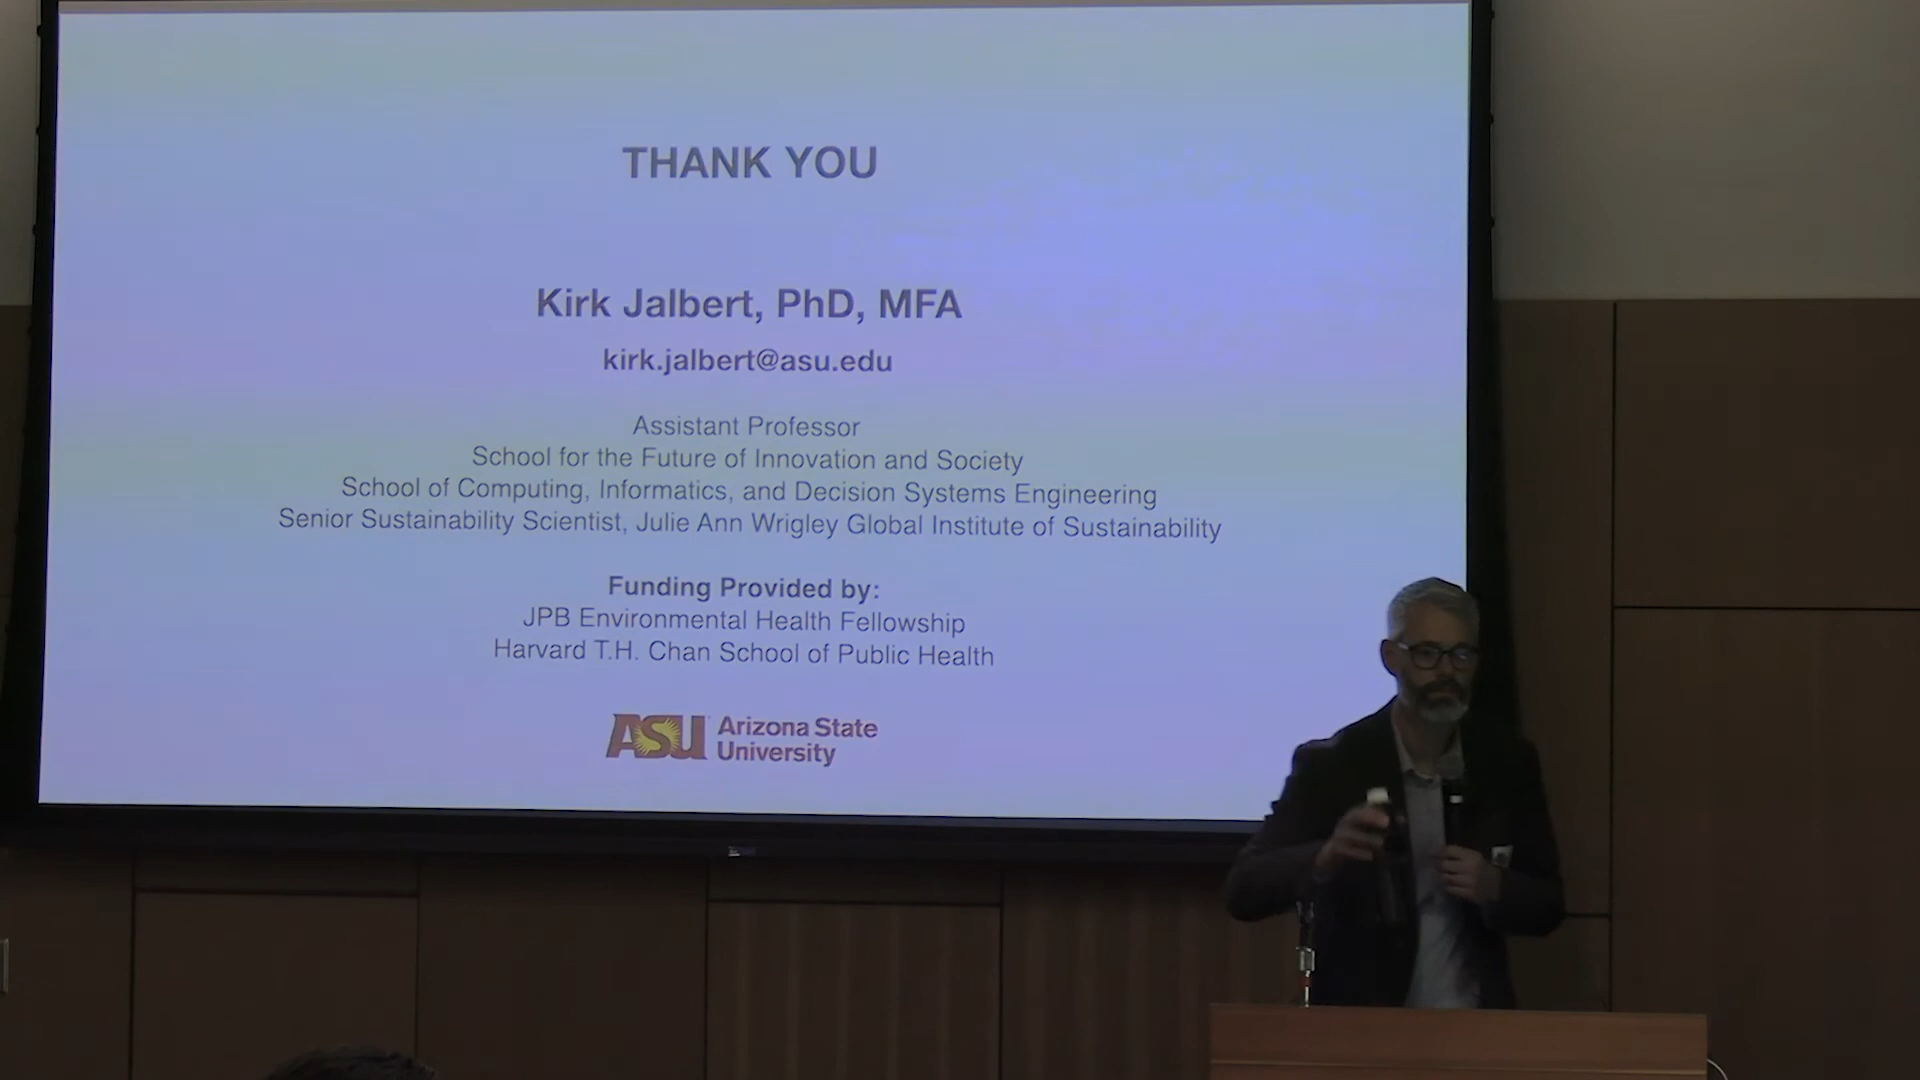 THANK YOU
Kirk Jalbert, PhD, MFA
kirk.jalbert@asu.edu
Assistant Professor
School for the Future of Innovation and Society
School of Computing, Informatics, and Decision Systems Engineering
Senior Sustainability Scientist, Julie Ann Wrigley Global Institute of Sustainability
Funding Provided by:
JPB Environmental Health Fellowship
Harvard T.H. Chan School of Public Health
ASU Arizona State
University